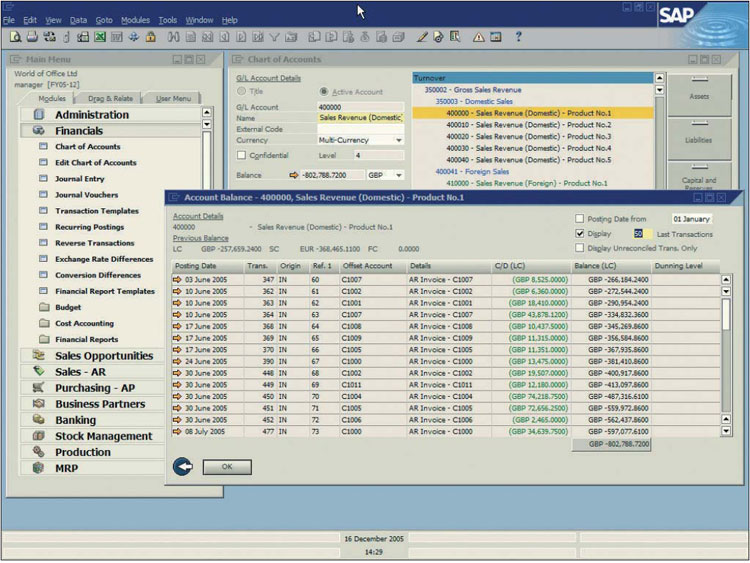 File Edit View Data Goto Modules Tools Window Help
SAP
Main Menu
World of Office Ltd
manager [FY05-12]
Modules Drag & Relate User Menu
Administration
Financials
Chart of Accounts
Edit Chart of Accounts
Journal Entry
Journal Vouchers
Transaction Templates
Recurring Postings
Reverse Transactions
Exchange Rate Differences
Conversion Differences
Financial Report Templates
Budget
Cost Accounting
Financial Reports
Sales Opportunities
Sales - AR
Purchasing - AP
Business Partners
Banking
Stock Management
Production
MRP
Chart of Accounts
G/L Account Details
Title Active Account
G/L Account 400000
Name Sales Revenue (Domestic)
External Code
Currency Multi-Currency
Confidential Level 4
Balance -802,788.7200 GBP
Turnover
350002 - Gross Sales Revenue
350003 - Domestic Sales
400000 - Sales Revenue (Domestic) - Product No.1
400010 - Sales Revenue (Domestic) - Product No.2
400020 - Sales Revenue (Domestic) - Product No.3
400030 - Sales Revenue (Domestic) - Product No.4
400040 - Sales Revenue (Domestic) - Product No.5
400041 - Foreign Sales
410000 - Sales Revenue (Foreign) - Product No.1
Assets
Liabilities
Capital and
Reserves
Account Balance - 400000, Sales Revenue (Domestic) - Product No.1
Account Details
400000 - Sales Revenue (Domestic) - Product No.1
Previous Balance
LC GBP -257,659.2400 SC EUR -368,465.1100 FC 0.0000
Posting Date from 01 January
Display 50 Last Transactions
Display Unreconciled Trans. Only
Posting Date Trans. Origin Ref. 1 Offset Account Details C/D (LC) Balance (LC) Dunning Level
03 June 2005 347 IN 60 C1007 AR Invoice - C1007 (GBP 8,525.0000) GBP -266,184.2400
10 June 2005 362 IN 61 C1002 AR Invoice - C1002 (GBP 6,360.0000) GBP -272,544.2400
10 June 2005 363 IN 62 C1001 AR Invoice - C1001 (GBP 18,410.0000) GBP -290,954.2400
10 June 2005 364 IN 63 C1007 AR Invoice - C1007 (GBP 43,878.1200) GBP -334,832.3600
17 June 2005 368 IN 64 C1008 AR Invoice - C1008 (GBP 10,437.5000) GBP -345,269.8600
17 June 2005 369 IN 65 C1009 AR Invoice - C1009 (GBP 11,315.0000) GBP -356,584.8600
17 June 2005 370 IN 66 C1005 AR Invoice - C1005 (GBP 11,351.0000) GBP -367,935.8600
24 June 2005 390 IN 67 C1000 AR Invoice - C1000 (GBP 13,475.0000) GBP -381,410.8600
30 June 2005 448 IN 68 C1002 AR Invoice - C1002 (GBP 19,507.0000) GBP -400,917.8600
30 June 2005 449 IN 69 C1011 AR Invoice - C1011 (GBP 12,180.0000) GBP -413,097.8600
30 June 2005 450 IN 70 C1004 AR Invoice - C1004 (GBP 74,218.7500) GBP -487,316.6100
30 June 2005 451 IN 71 C1005 AR Invoice - C1005 (GBP 72,656.2500) GBP -559,972.8600
30 June 2005 452 IN 72 C1006 AR Invoice - C1006 (GBP 2,465.0000) GBP -562,437.8600
08 July 2005 477 IN 73 C1000 AR Invoice - C1000 (GBP 34,639.7500) GBP -597,077.6100
GBP -802,788.7200
OK
16 December 2005
14:29